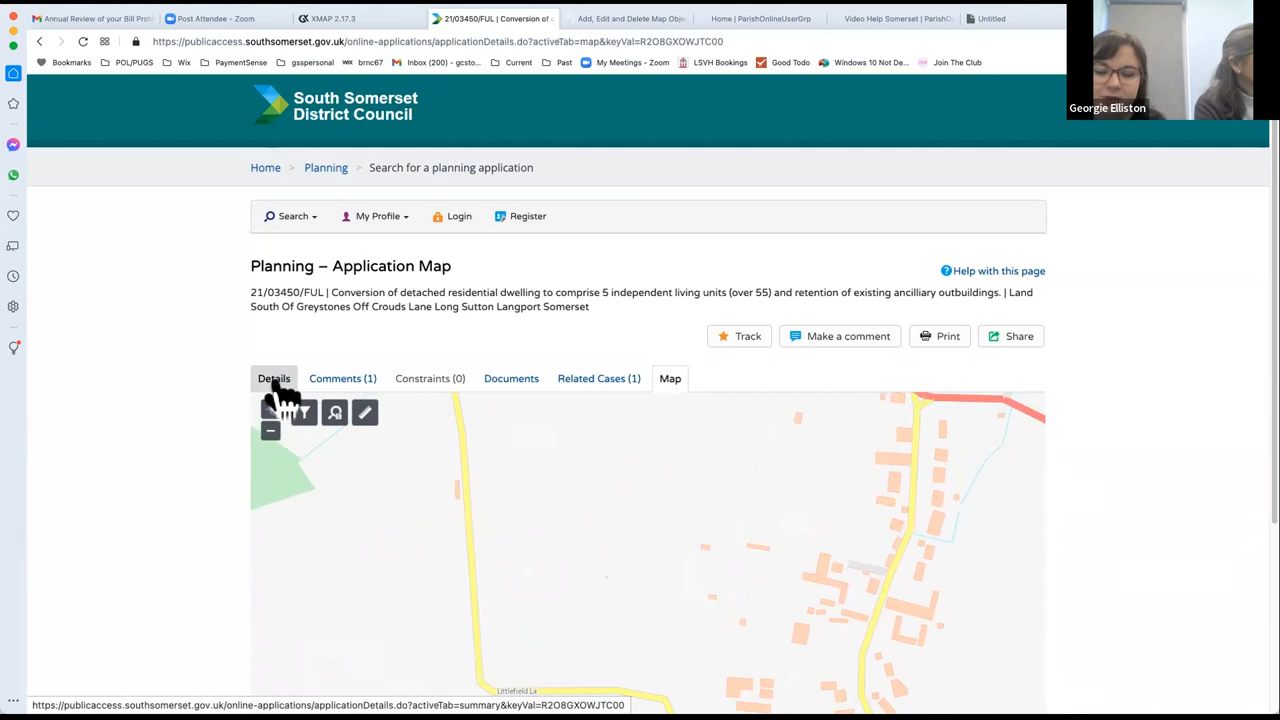 Annual Review of your Bill Prote
Post Attendee - Zoom
XMAP 2.17.3
21/03450/FUL | Conversion of d
Add, Edit and Delete Map Obje
Home | ParishOnlineUserGrp
Video Help Somerset | ParishO
Untitled
https://publicaccess.southsomerset.gov.uk/online-applications/applicationDetails.do?activeTab=map&keyVal=R2O8GXOWJTC00
Bookmarks
POL/PUGS
Wix
PaymentSense
gsspersonal
WIX
brnc67
Inbox (200) - gcsto...
Current
Past
My Meetings - Zoom
LSVH Bookings
Good Todo
Windows 10 Not De...
Join The Club
Georgie Elliston
South Somerset
District Council
Home > Planning > Search for a planning application
Search
My Profile
Login
Register
Planning – Application Map
Help with this page
21/03450/FUL | Conversion of detached residential dwelling to comprise 5 independent living units (over 55) and retention of existing ancilliary outbuildings. | Land
South Of Greystones Off Crouds Lane Long Sutton Langport Somerset
Track
Make a comment
Print
Share
Details
Comments (1)
Constraints (0)
Documents
Related Cases (1)
Map
Littlefield La
https://publicaccess.southsomerset.gov.uk/online-applications/applicationDetails.do?activeTab=summary&keyVal=R2O8GXOWJTC00